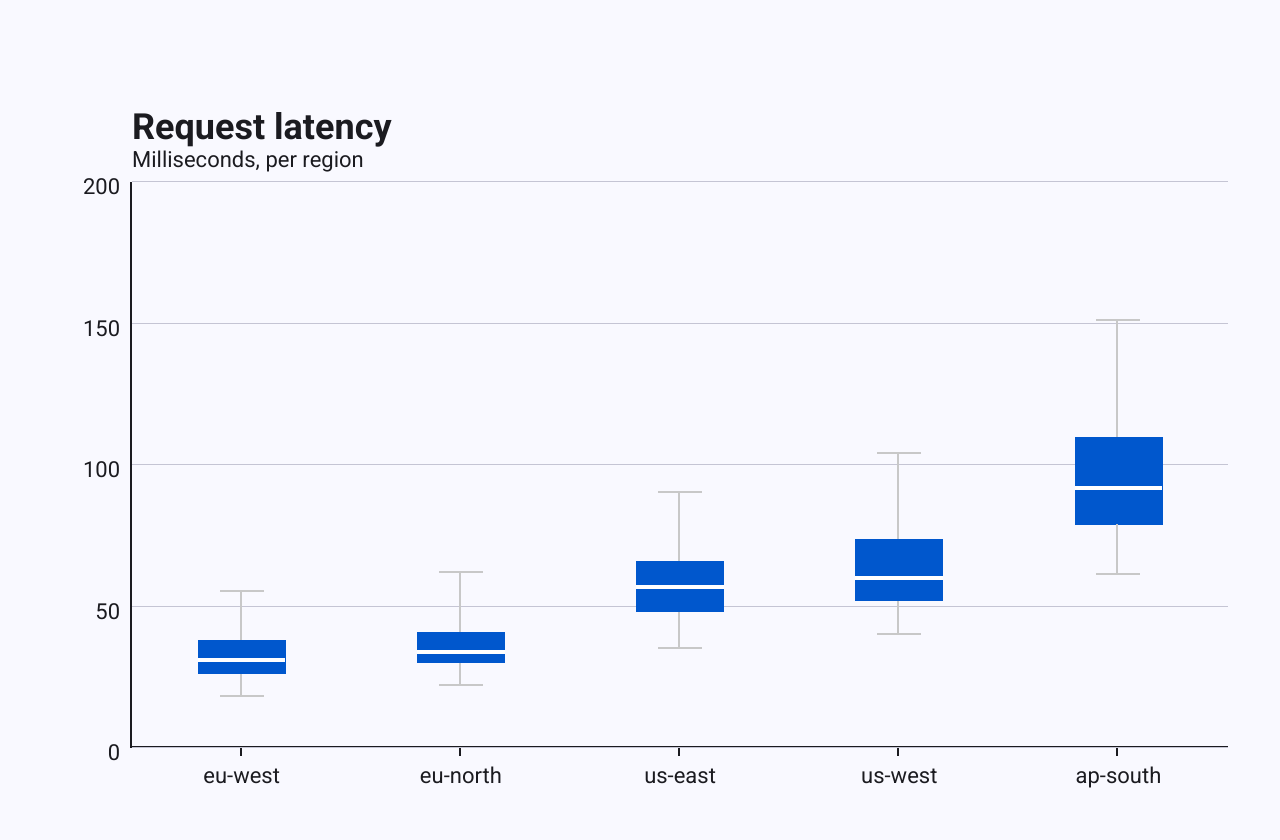 Request latency
Milliseconds, per region
200
150
100
50
0
eu-west eu-north us-east us-west ap-south